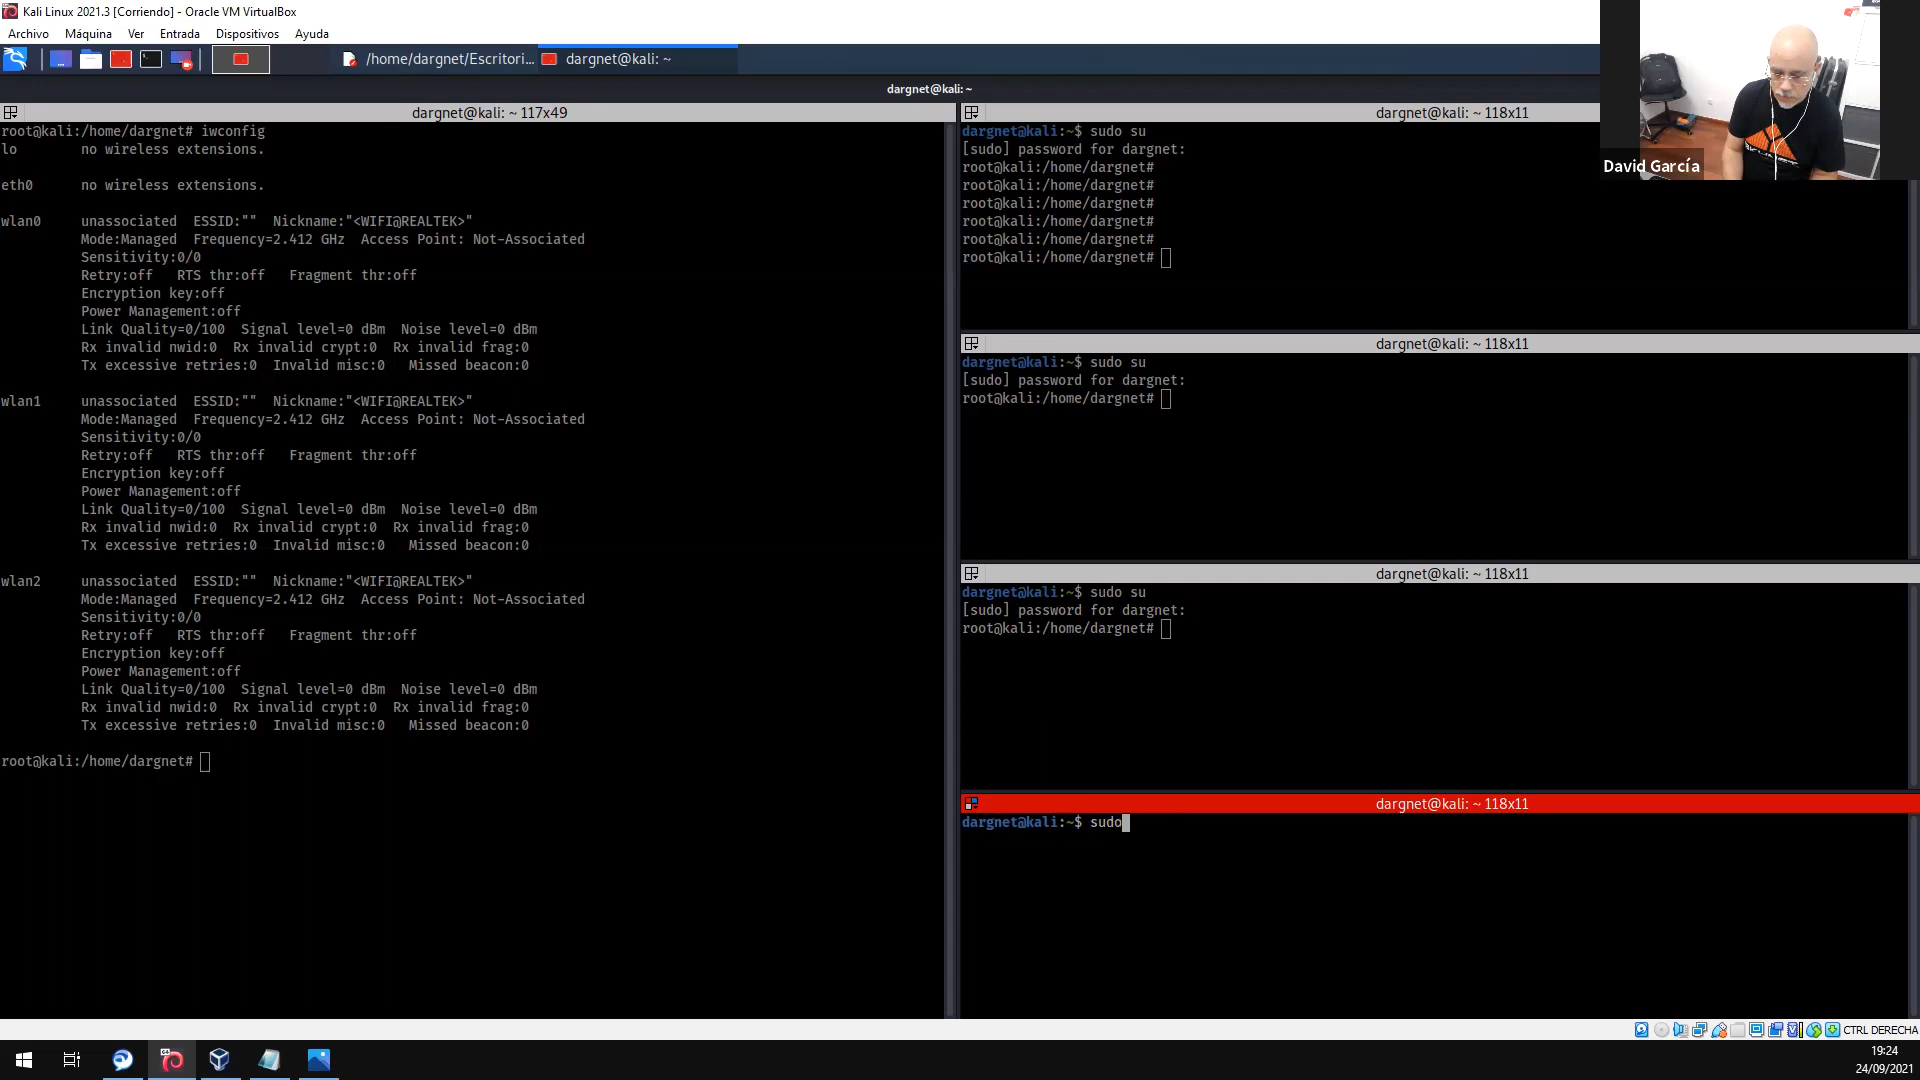 Kali Linux 2021.3 [Corriendo] - Oracle VM VirtualBox
Archivo Máquina Ver Entrada Dispositivos Ayuda
/home/dargnet/Escritori... dargnet@kali: ~
dargnet@kali: ~
dargnet@kali: ~ 117x49
root@kali:/home/dargnet# iwconfig
lo no wireless extensions.
eth0 no wireless extensions.
wlan0 unassociated ESSID:"" Nickname:"<WIFI@REALTEK>"
Mode:Managed Frequency=2.412 GHz Access Point: Not-Associated
Sensitivity:0/0
Retry:off RTS thr:off Fragment thr:off
Encryption key:off
Power Management:off
Link Quality=0/100 Signal level=0 dBm Noise level=0 dBm
Rx invalid nwid:0 Rx invalid crypt:0 Rx invalid frag:0
Tx excessive retries:0 Invalid misc:0 Missed beacon:0
wlan1 unassociated ESSID:"" Nickname:"<WIFI@REALTEK>"
Mode:Managed Frequency=2.412 GHz Access Point: Not-Associated
Sensitivity:0/0
Retry:off RTS thr:off Fragment thr:off
Encryption key:off
Power Management:off
Link Quality=0/100 Signal level=0 dBm Noise level=0 dBm
Rx invalid nwid:0 Rx invalid crypt:0 Rx invalid frag:0
Tx excessive retries:0 Invalid misc:0 Missed beacon:0
wlan2 unassociated ESSID:"" Nickname:"<WIFI@REALTEK>"
Mode:Managed Frequency=2.412 GHz Access Point: Not-Associated
Sensitivity:0/0
Retry:off RTS thr:off Fragment thr:off
Encryption key:off
Power Management:off
Link Quality=0/100 Signal level=0 dBm Noise level=0 dBm
Rx invalid nwid:0 Rx invalid crypt:0 Rx invalid frag:0
Tx excessive retries:0 Invalid misc:0 Missed beacon:0
root@kali:/home/dargnet#
dargnet@kali: ~ 118x11
dargnet@kali:~$ sudo su
[sudo] password for dargnet:
root@kali:/home/dargnet#
root@kali:/home/dargnet#
root@kali:/home/dargnet#
root@kali:/home/dargnet#
root@kali:/home/dargnet#
root@kali:/home/dargnet#
dargnet@kali: ~ 118x11
dargnet@kali:~$ sudo su
[sudo] password for dargnet:
root@kali:/home/dargnet#
dargnet@kali: ~ 118x11
dargnet@kali:~$ sudo su
[sudo] password for dargnet:
root@kali:/home/dargnet#
dargnet@kali: ~ 118x11
dargnet@kali:~$ sudo
David García
CTRL DERECHA
19:24
24/09/2021